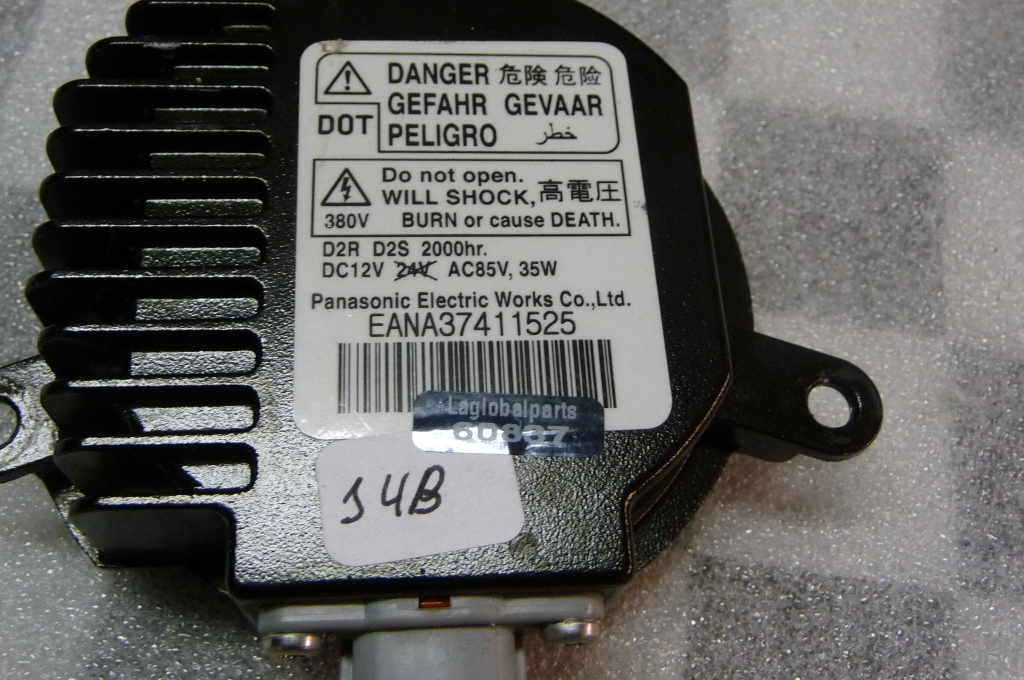 DANGER 危険 危险
GEFAHR GEVAAR
DOT PELIGRO خطر
Do not open.
WILL SHOCK, 高電圧
380V BURN or cause DEATH.
D2R D2S 2000hr.
DC12V 24V AC85V, 35W
Panasonic Electric Works Co.,Ltd.
EANA37411525
Laglobalparts
60837
J4B